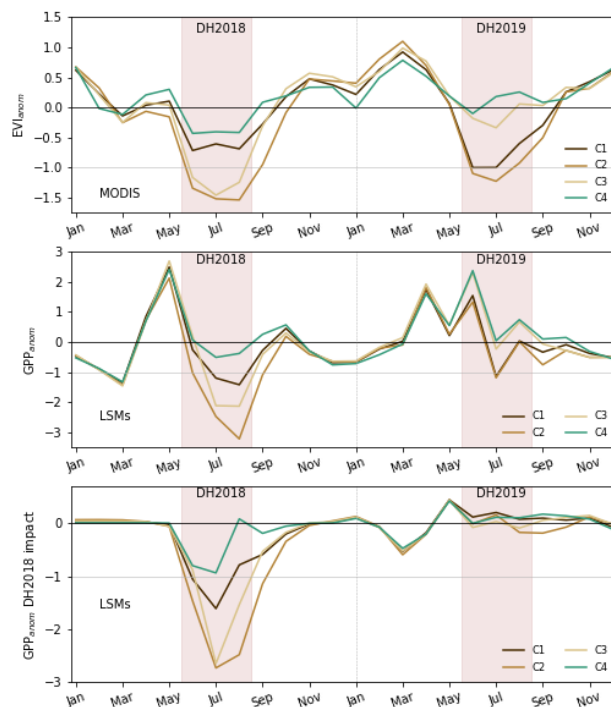 DH2018 DH2019
1.5
1.0
0.5
0.0
−0.5
−1.0
−1.5
EVIanom
MODIS
C1
C2
C3
C4
Jan Mar May Jul Sep Nov Jan Mar May Jul Sep Nov
DH2018 DH2019
3
2
1
0
−1
−2
−3
GPPanom
LSMs
C1 C3
C2 C4
Jan Mar May Jul Sep Nov Jan Mar May Jul Sep Nov
DH2018 DH2019
0
−1
−2
−3
GPPanom DH2018 impact
LSMs
C1 C3
C2 C4
Jan Mar May Jul Sep Nov Jan Mar May Jul Sep Nov